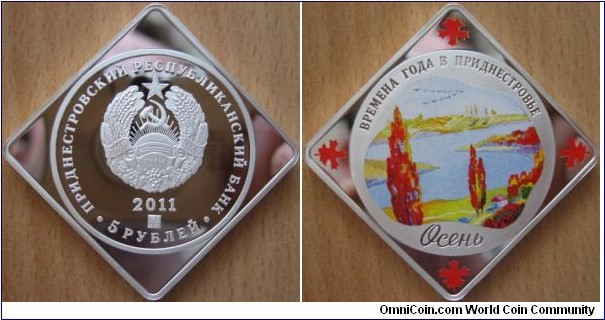 ПРИДНЕСТРОВСКИЙ РЕСПУБЛИКАНСКИЙ БАНК
2011
• 5 РУБЛЕЙ •
ВРЕМЕНА ГОДА В ПРИДНЕСТРОВЬЕ
Осень
OmniCoin.com World Coin Community